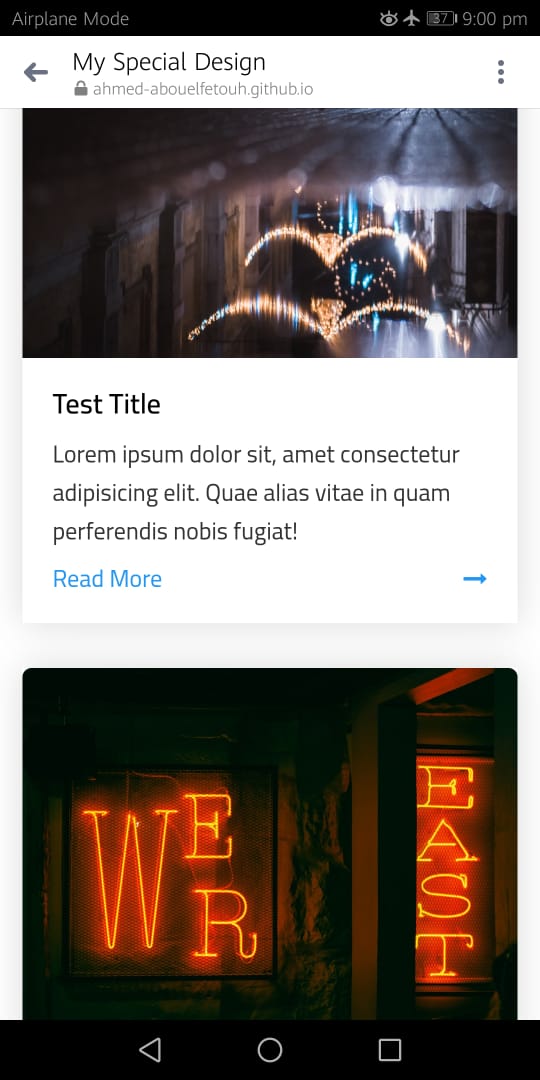 Airplane Mode 37 9:00 pm
My Special Design
ahmed-abouelfetouh.github.io
Test Title
Lorem ipsum dolor sit, amet consectetur
adipisicing elit. Quae alias vitae in quam
perferendis nobis fugiat!
Read More
WE
R
EAST